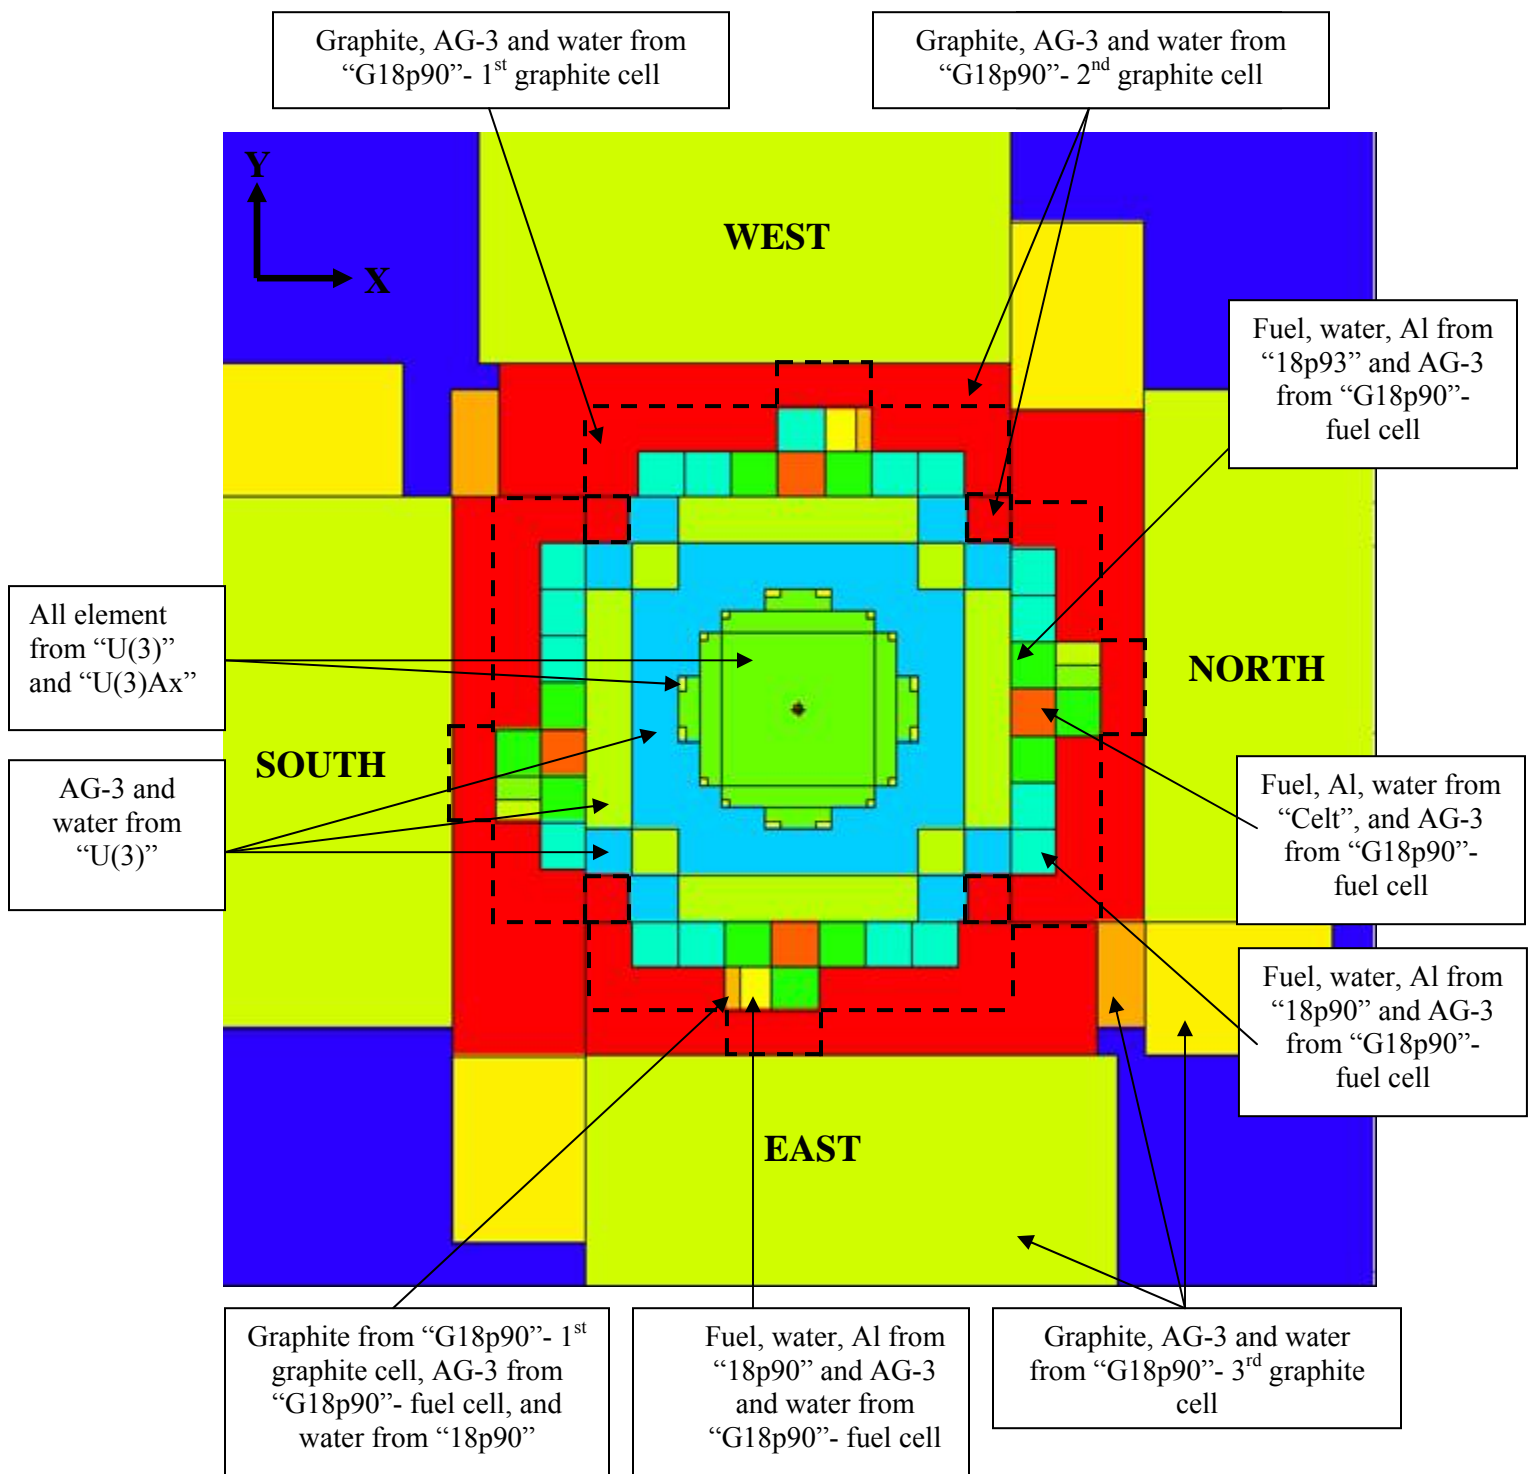 Graphite, AG-3 and water from
“G18p90”- 1st graphite cell
Graphite, AG-3 and water from
“G18p90”- 2nd graphite cell
Y
X
WEST
Fuel, water, Al from
“18p93” and AG-3
from “G18p90”-
fuel cell
All element
from “U(3)”
and “U(3)Ax”
NORTH
SOUTH
AG-3 and
water from
“U(3)”
Fuel, Al, water from
“Celt”, and AG-3
from “G18p90”-
fuel cell
Fuel, water, Al from
“18p90” and AG-3
from “G18p90”-
fuel cell
EAST
Graphite from “G18p90”- 1st
graphite cell, AG-3 from
“G18p90”- fuel cell, and
water from “18p90”
Fuel, water, Al from
“18p90” and AG-3
and water from
“G18p90”- fuel cell
Graphite, AG-3 and water
from “G18p90”- 3rd graphite
cell